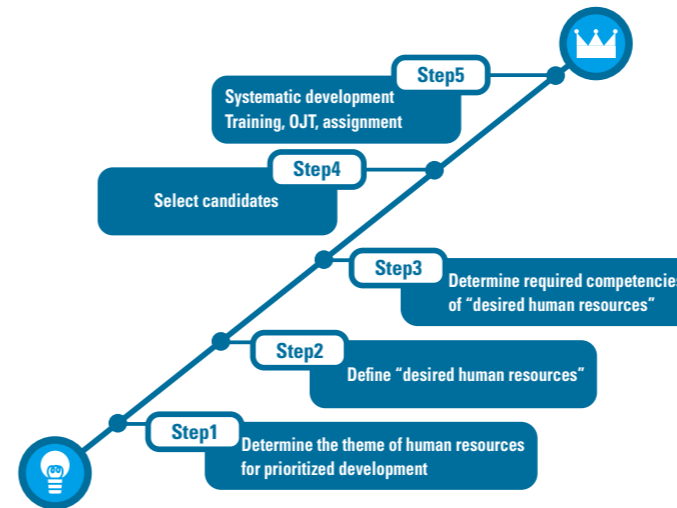 Step5
Systematic development
Training, OJT, assignment
Step4
Select candidates
Step3
Determine required competencies
of “desired human resources”
Step2
Define “desired human resources”
Step1
Determine the theme of human resources
for prioritized development